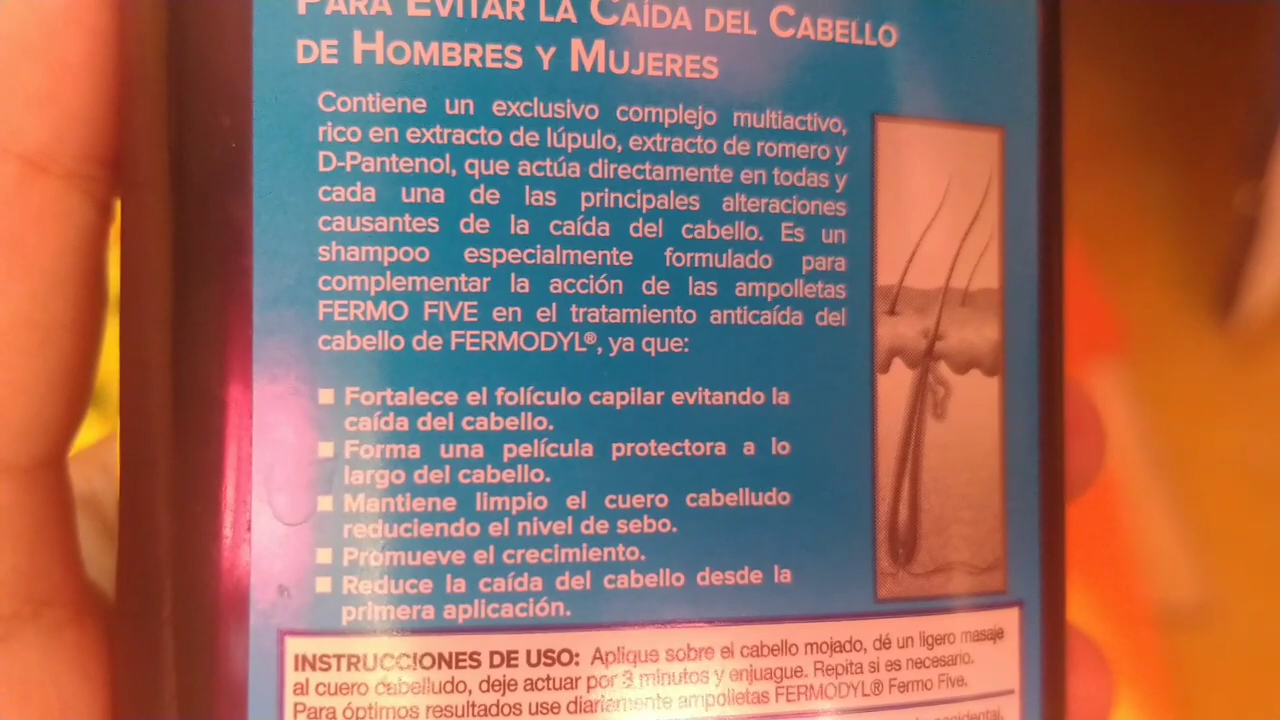 PARA EVITAR LA CAÍDA DEL CABELLO
DE HOMBRES Y MUJERES
Contiene un exclusivo complejo multiactivo,
rico en extracto de lúpulo, extracto de romero y
D-Pantenol, que actúa directamente en todas y
cada una de las principales alteraciones
causantes de la caída del cabello. Es un
shampoo especialmente formulado para
complementar la acción de las ampolletas
FERMO FIVE en el tratamiento anticaída del
cabello de FERMODYL®, ya que:
■ Fortalece el folículo capilar evitando la
caída del cabello.
■ Forma una película protectora a lo
largo del cabello.
■ Mantiene limpio el cuero cabelludo
reduciendo el nivel de sebo.
■ Promueve el crecimiento.
■ Reduce la caída del cabello desde la
primera aplicación.
INSTRUCCIONES DE USO: Aplique sobre el cabello mojado, dé un ligero masaje
al cuero cabelludo, deje actuar por 3 minutos y enjuague. Repita si es necesario.
Para óptimos resultados use diariamente ampolletas FERMODYL® Fermo Five.